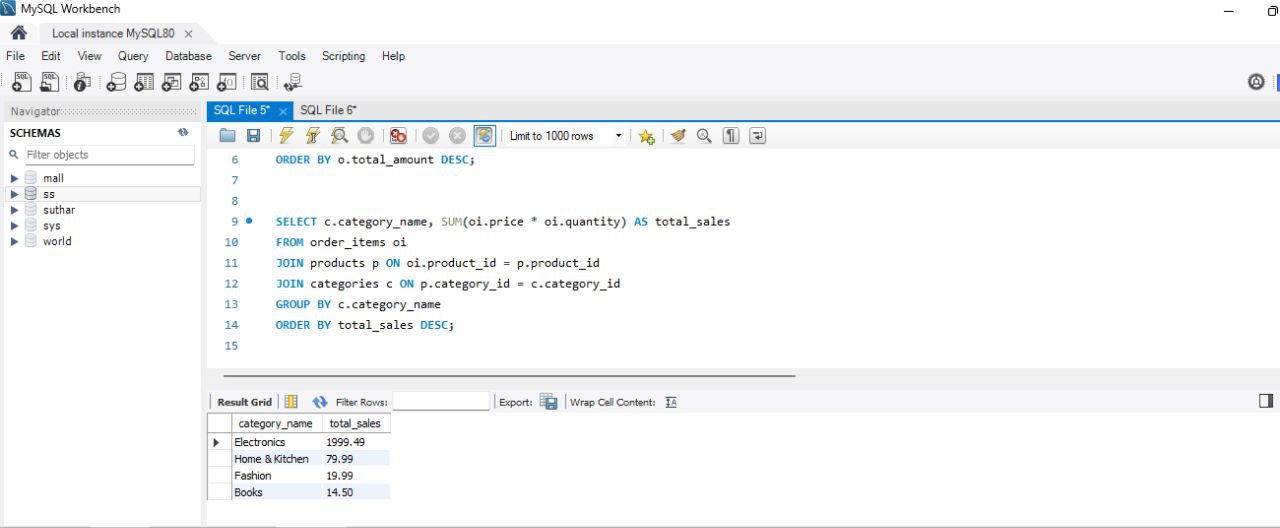 MySQL Workbench
Local instance MySQL80 ×
File Edit View Query Database Server Tools Scripting Help
Navigator
SQL File 5* × SQL File 6*
SCHEMAS
Filter objects
mall
ss
suthar
sys
world
Limit to 1000 rows
6 ORDER BY o.total_amount DESC;
7
8
9 SELECT c.category_name, SUM(oi.price * oi.quantity) AS total_sales
10 FROM order_items oi
11 JOIN products p ON oi.product_id = p.product_id
12 JOIN categories c ON p.category_id = c.category_id
13 GROUP BY c.category_name
14 ORDER BY total_sales DESC;
15
Result Grid Filter Rows: Export: Wrap Cell Content:
category_name total_sales
Electronics 1999.49
Home & Kitchen 79.99
Fashion 19.99
Books 14.50